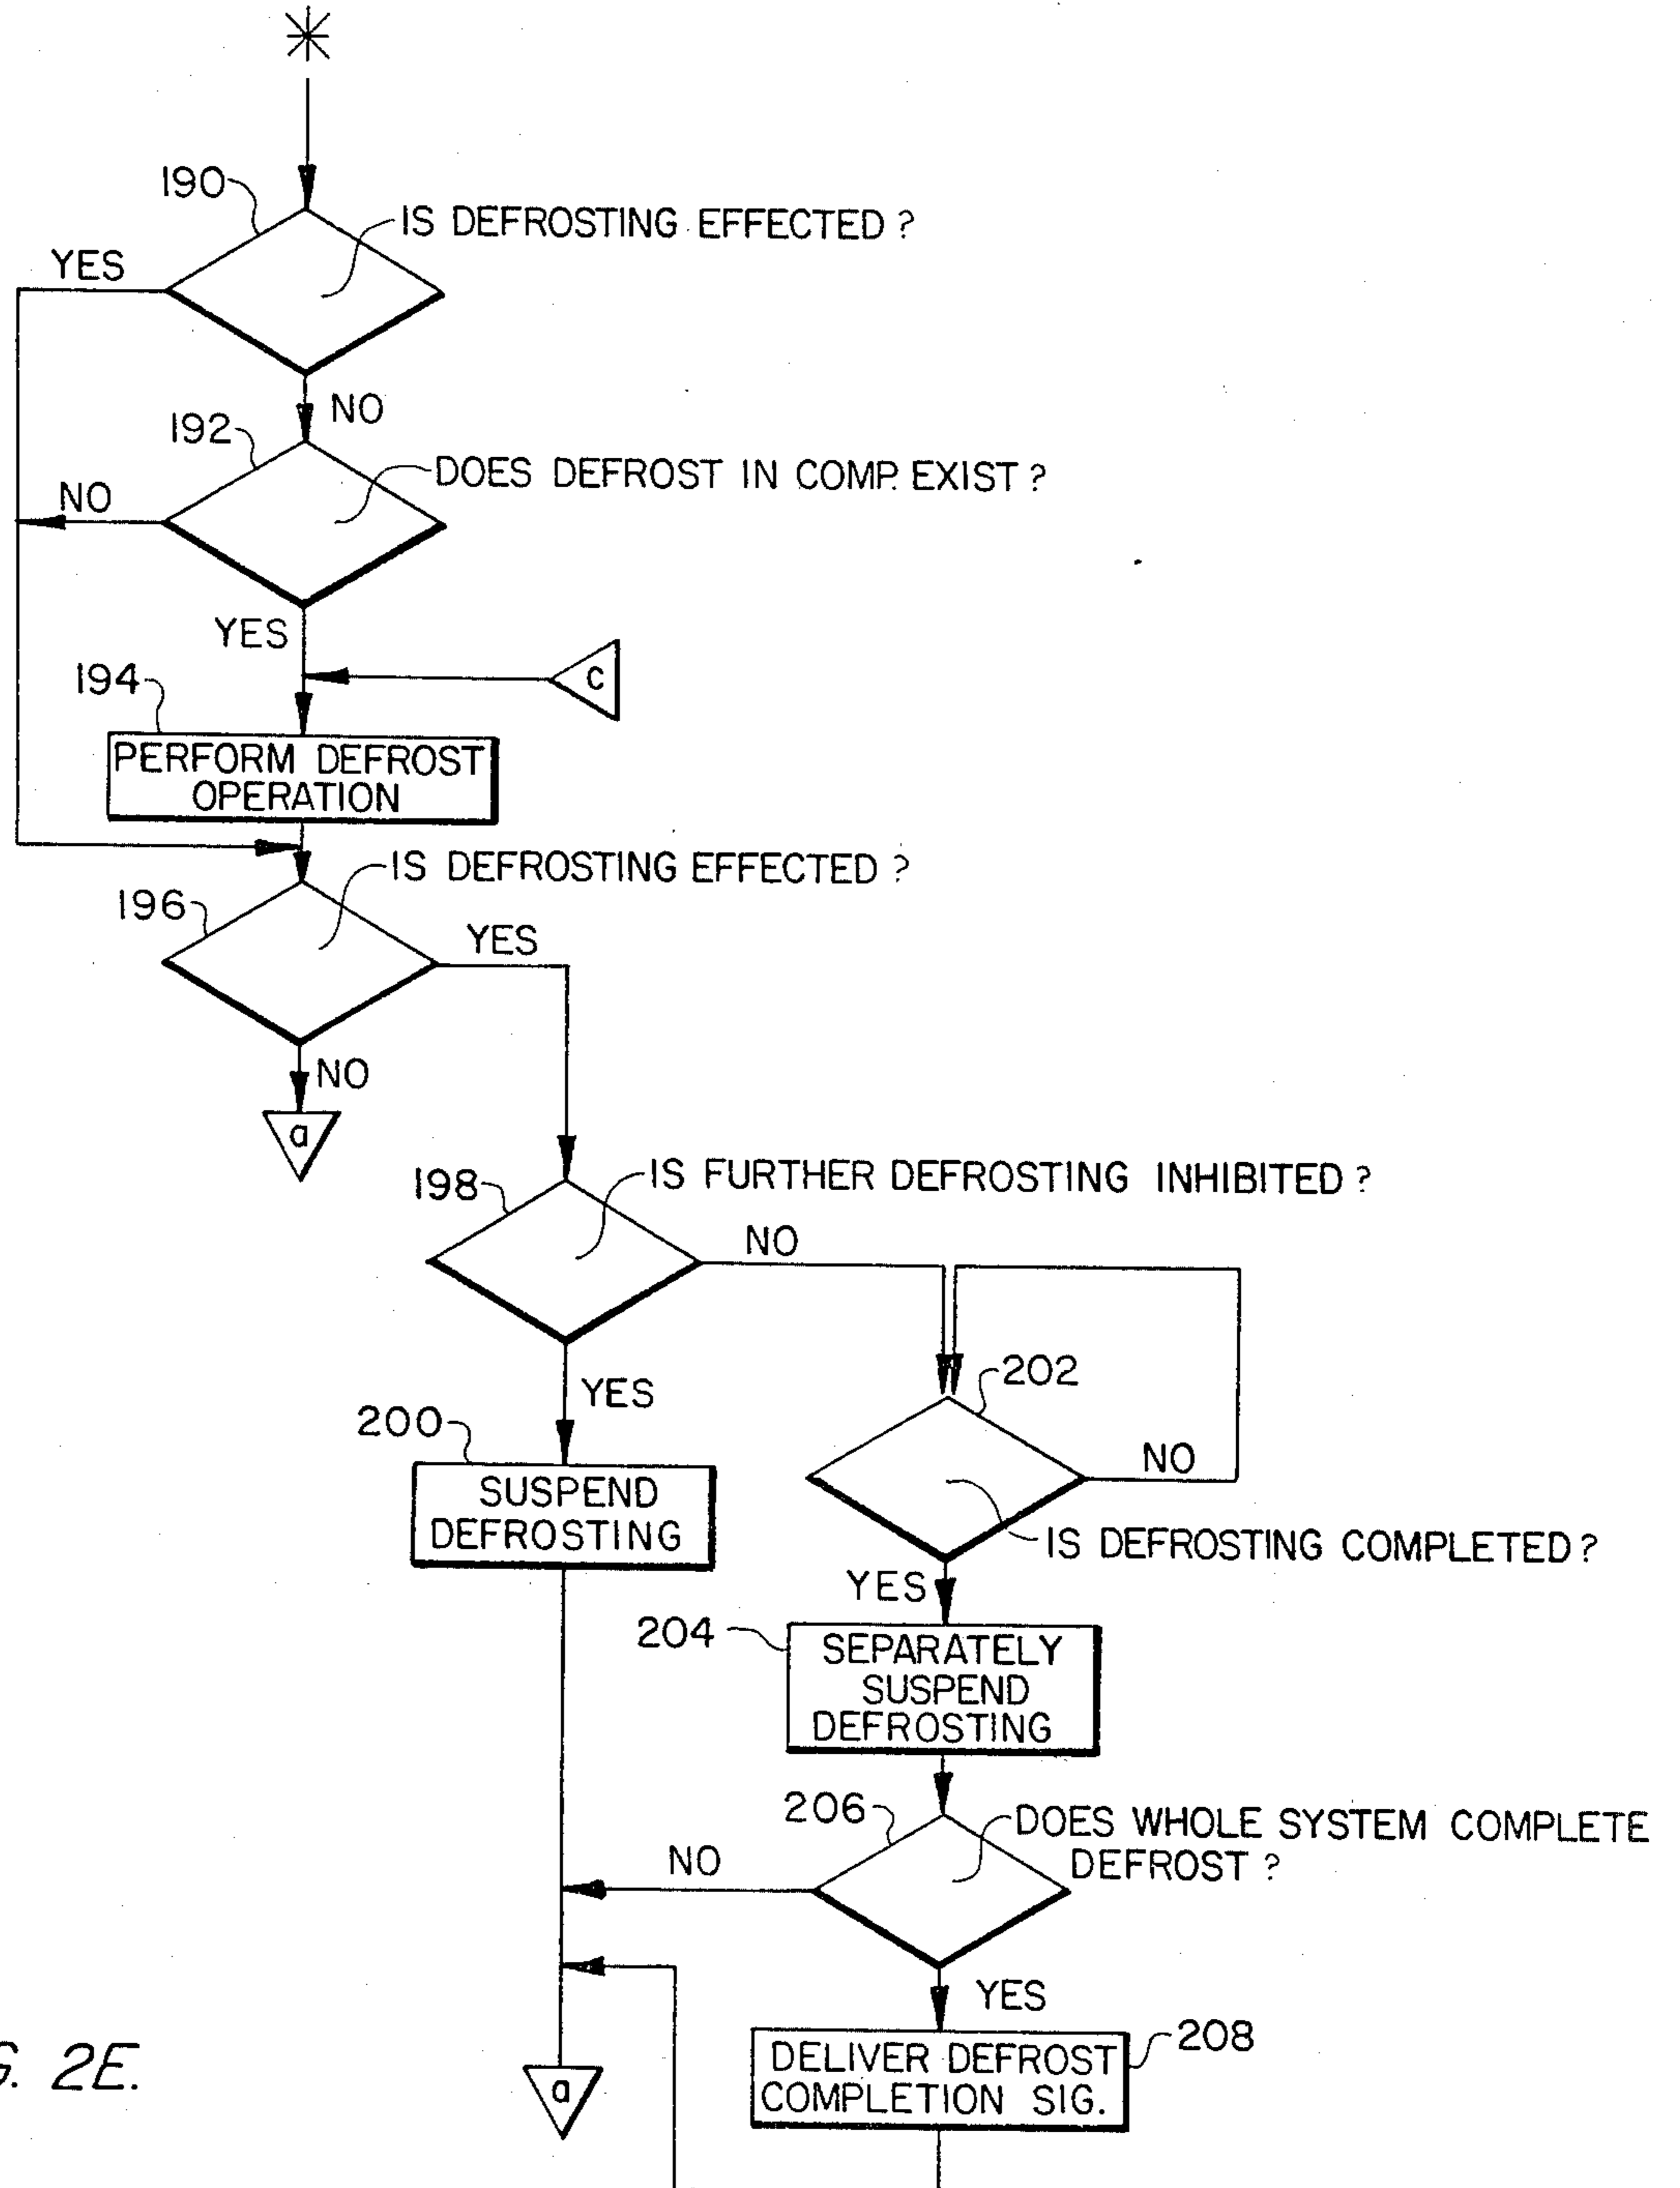 190
IS DEFROSTING EFFECTED ?
YES
NO
192
DOES DEFROST IN COMP. EXIST ?
NO
YES
c
194
PERFORM DEFROST
OPERATION
IS DEFROSTING EFFECTED ?
196
YES
NO
a
198
IS FURTHER DEFROSTING INHIBITED ?
NO
YES
202
200
SUSPEND
DEFROSTING
NO
IS DEFROSTING COMPLETED ?
YES
204
SEPARATELY
SUSPEND
DEFROSTING
206
DOES WHOLE SYSTEM COMPLETE
DEFROST ?
NO
YES
208
DELIVER DEFROST
COMPLETION SIG.
a
G. 2E.